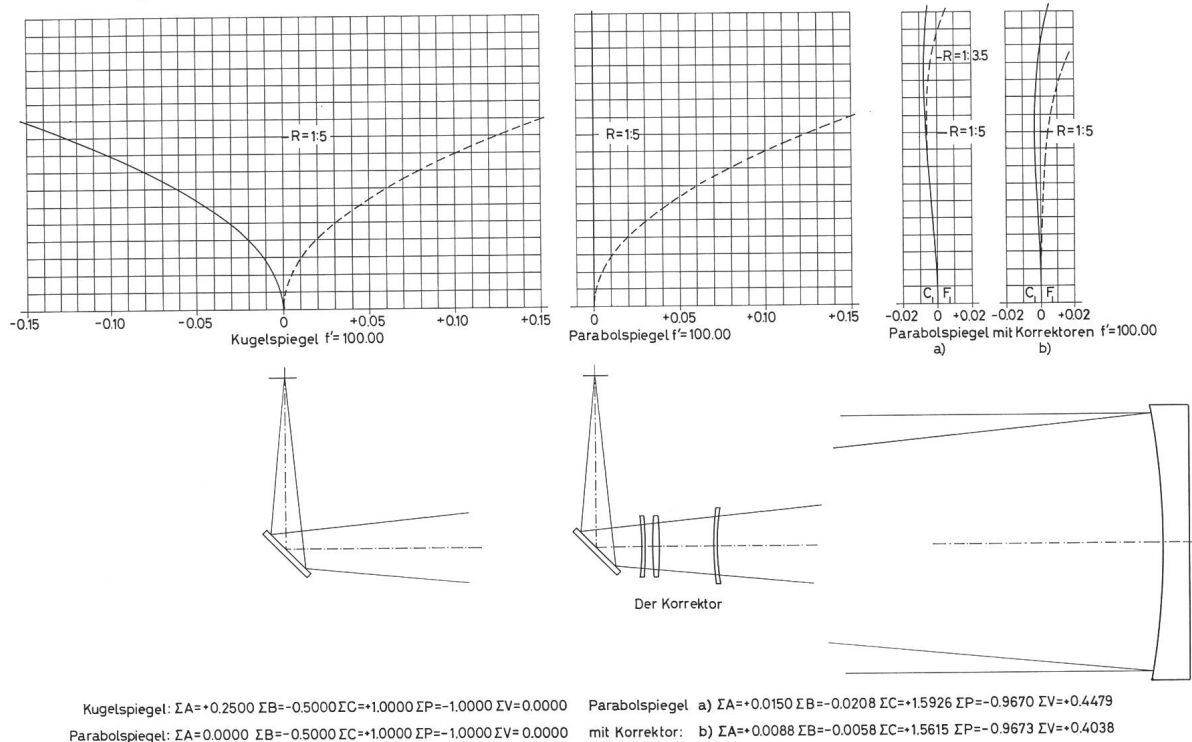 R=1:5
-0.15 -0.10 -0.05 0 +0.05 +0.10 +0.15
Kugelspiegel f'=100.00
R=1:5
0 +0.05 +0.10 +0.15
Parabolspiegel f'=100.00
R=1:3.5
R=1:5
C, F,
-0.02 0 +0.02
R=1:5
C, F,
-0.02 0 +0.02
Parabolspiegel mit Korrektoren f'=100.00
a) b)
Der Korrektor
Kugelspiegel: ΣA=+0.2500 ΣB=-0.5000 ΣC=+1.0000 ΣP=-1.0000 ΣV=0.0000
Parabolspiegel: ΣA=0.0000 ΣB=-0.5000 ΣC=+1.0000 ΣP=-1.0000 ΣV=0.0000
Parabolspiegel a) ΣA=+0.0150 ΣB=-0.0208 ΣC=+1.5926 ΣP=-0.9670 ΣV=+0.4479
mit Korrektor: b) ΣA=+0.0088 ΣB=-0.0058 ΣC=+1.5615 ΣP=-0.9673 ΣV=+0.4038